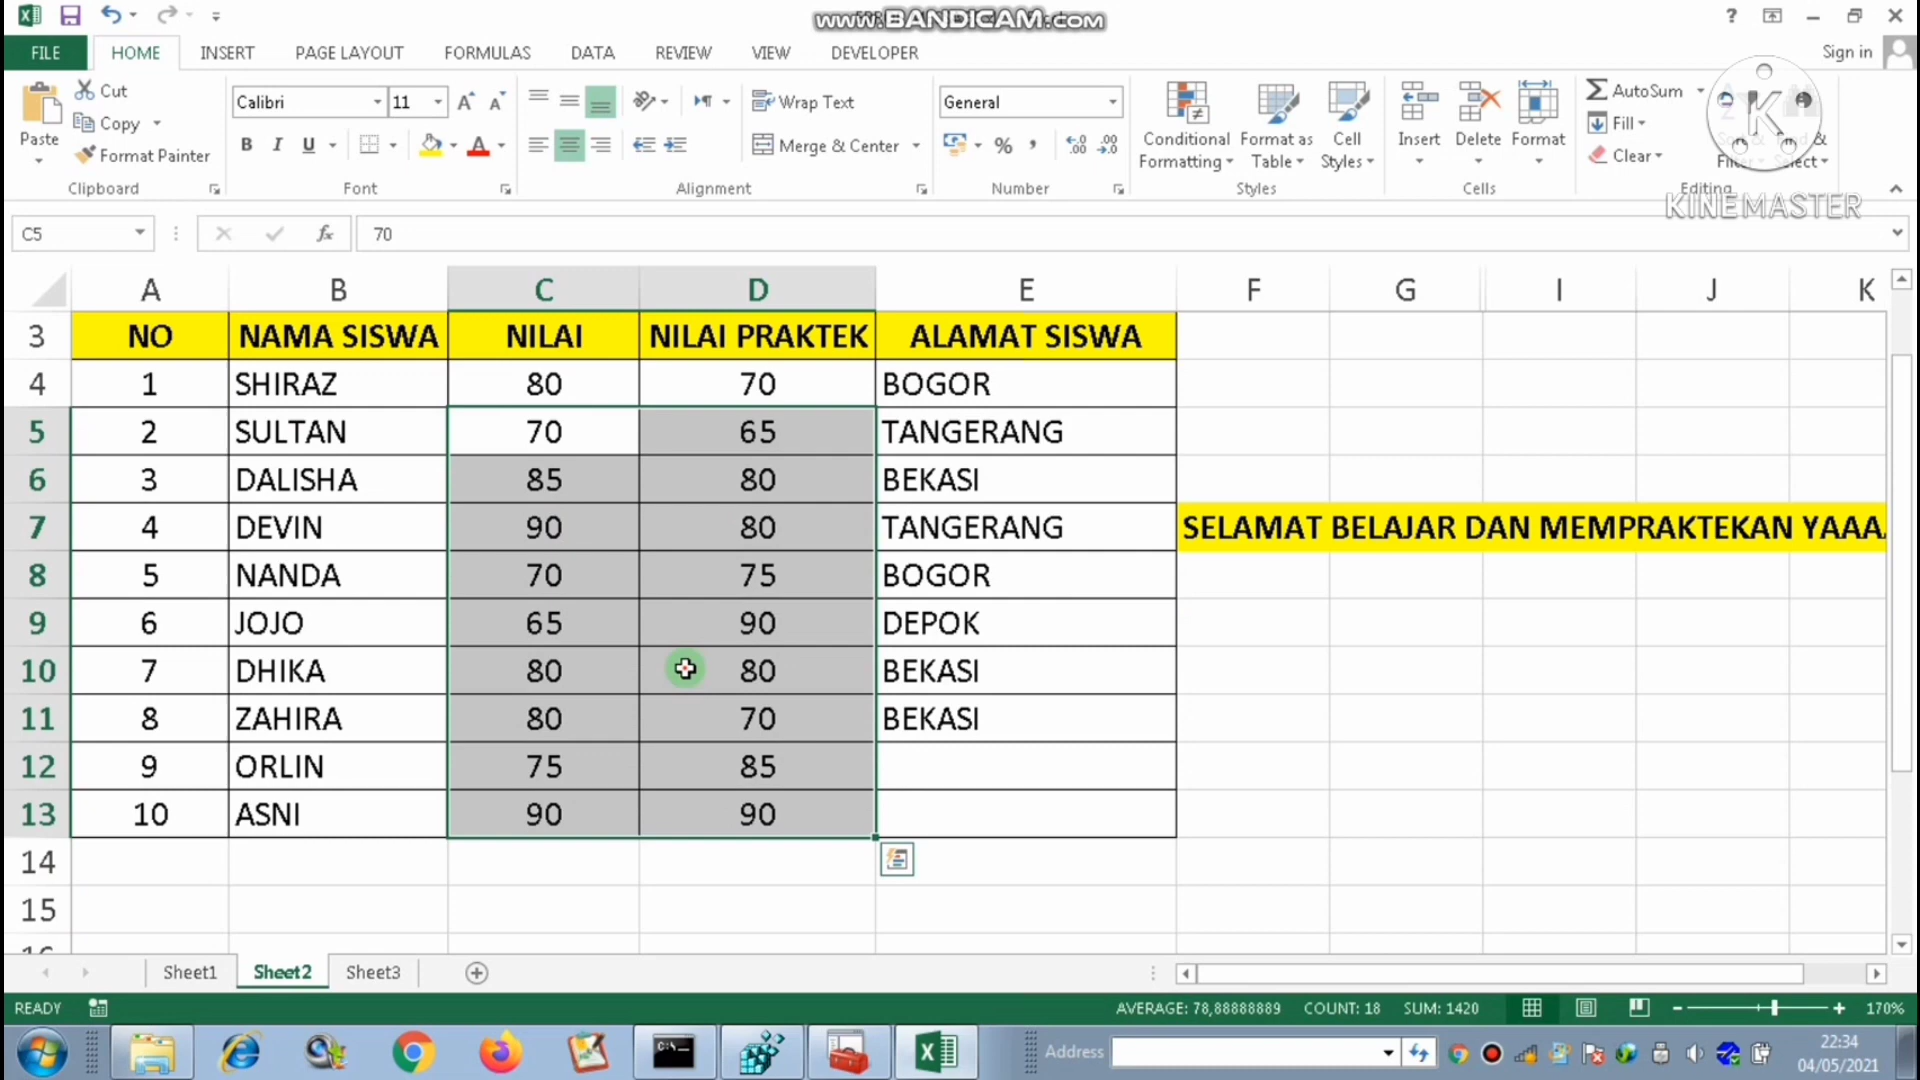 www.BANDICAM.com
FILE HOME INSERT PAGE LAYOUT FORMULAS DATA REVIEW VIEW DEVELOPER Sign in
Paste Cut Copy Format Painter Clipboard
Calibri 11 B I U Font
Wrap Text Merge & Center Alignment
General % Number
Conditional Formatting Format as Table Cell Styles Styles
Insert Delete Format Cells
AutoSum Fill Clear Select Editing
KINEMASTER
C5 fx 70
A B C D E F G I J K
3 NO NAMA SISWA NILAI NILAI PRAKTEK ALAMAT SISWA
4 1 SHIRAZ 80 70 BOGOR
5 2 SULTAN 70 65 TANGERANG
6 3 DALISHA 85 80 BEKASI
7 4 DEVIN 90 80 TANGERANG SELAMAT BELAJAR DAN MEMPRAKTEKAN YAAA
8 5 NANDA 70 75 BOGOR
9 6 JOJO 65 90 DEPOK
10 7 DHIKA 80 80 BEKASI
11 8 ZAHIRA 80 70 BEKASI
12 9 ORLIN 75 85
13 10 ASNI 90 90
14
15
Sheet1 Sheet2 Sheet3
READY AVERAGE: 78,88888889 COUNT: 18 SUM: 1420 170%
Address 22:34
04/05/2021